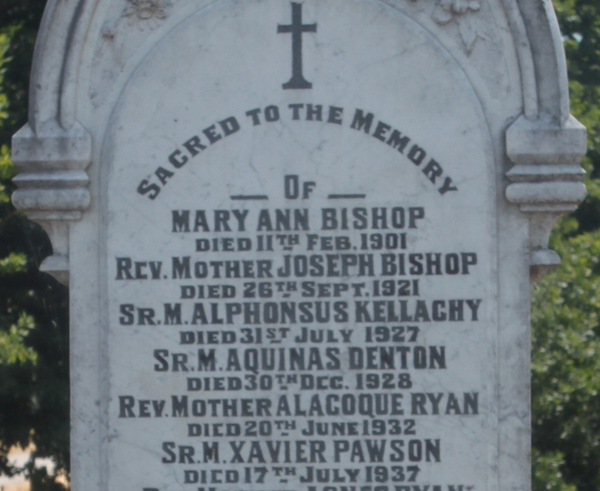 SACRED TO THE MEMORY
— OF —
MARY ANN BISHOP
DIED 11TH FEB. 1901
REV. MOTHER JOSEPH BISHOP
DIED 26TH SEPT. 1921
SR. M. ALPHONSUS KELLAGHY
DIED 31ST JULY 1927
SR. M. AQUINAS DENTON
DIED 30TH DEC. 1928
REV. MOTHER ALACOQUE RYAN
DIED 20TH JUNE 1932
SR. M. XAVIER PAWSON
DIED 17TH JULY 1937